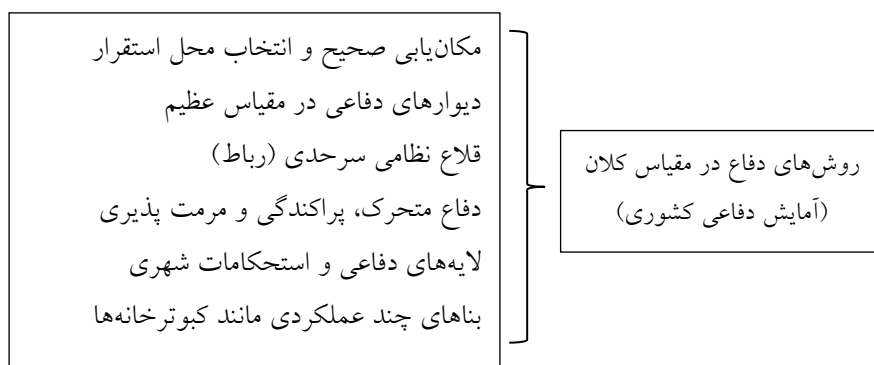 روش‌های دفاع در مقیاس کلان
(آمایش دفاعی کشوری)
مکان‌یابی صحیح و انتخاب محل استقرار
دیوارهای دفاعی در مقیاس عظیم
قلاع نظامی سرحدی (رباط)
دفاع متحرک، پراکندگی و مرمت پذیری
لایه‌های دفاعی و استحکامات شهری
بناهای چند عملکردی مانند کبوترخانه‌ها